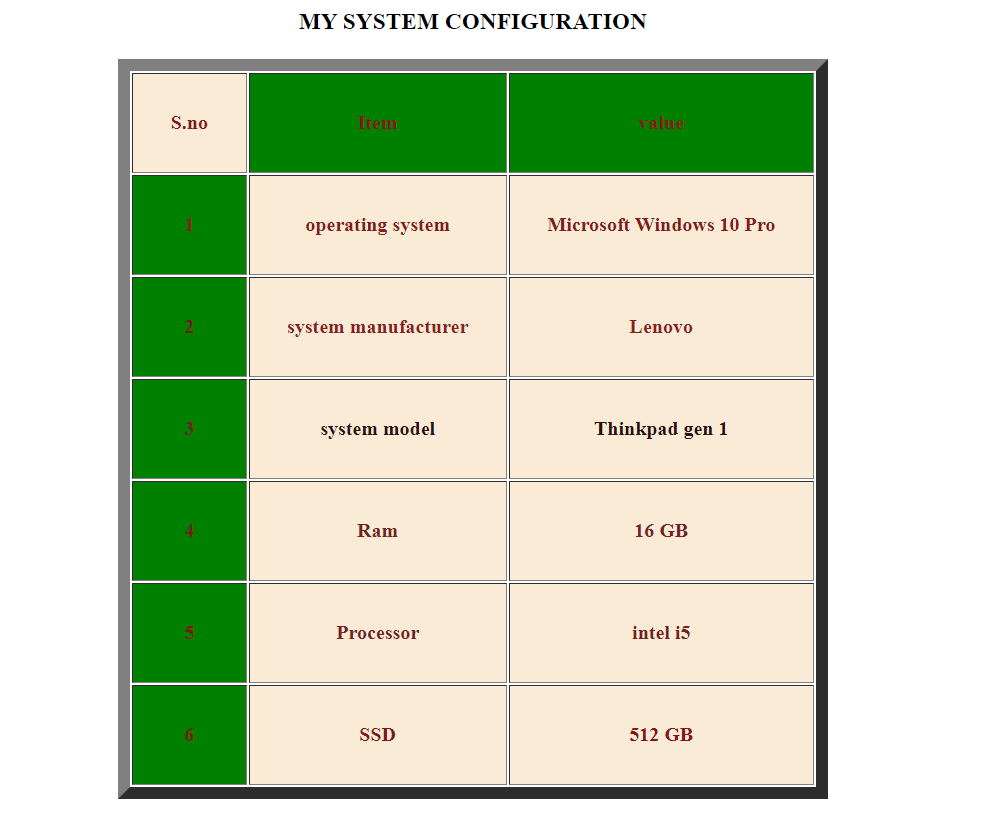 MY SYSTEM CONFIGURATION
S.no Item value
1 operating system Microsoft Windows 10 Pro
2 system manufacturer Lenovo
3 system model Thinkpad gen 1
4 Ram 16 GB
5 Processor intel i5
6 SSD 512 GB